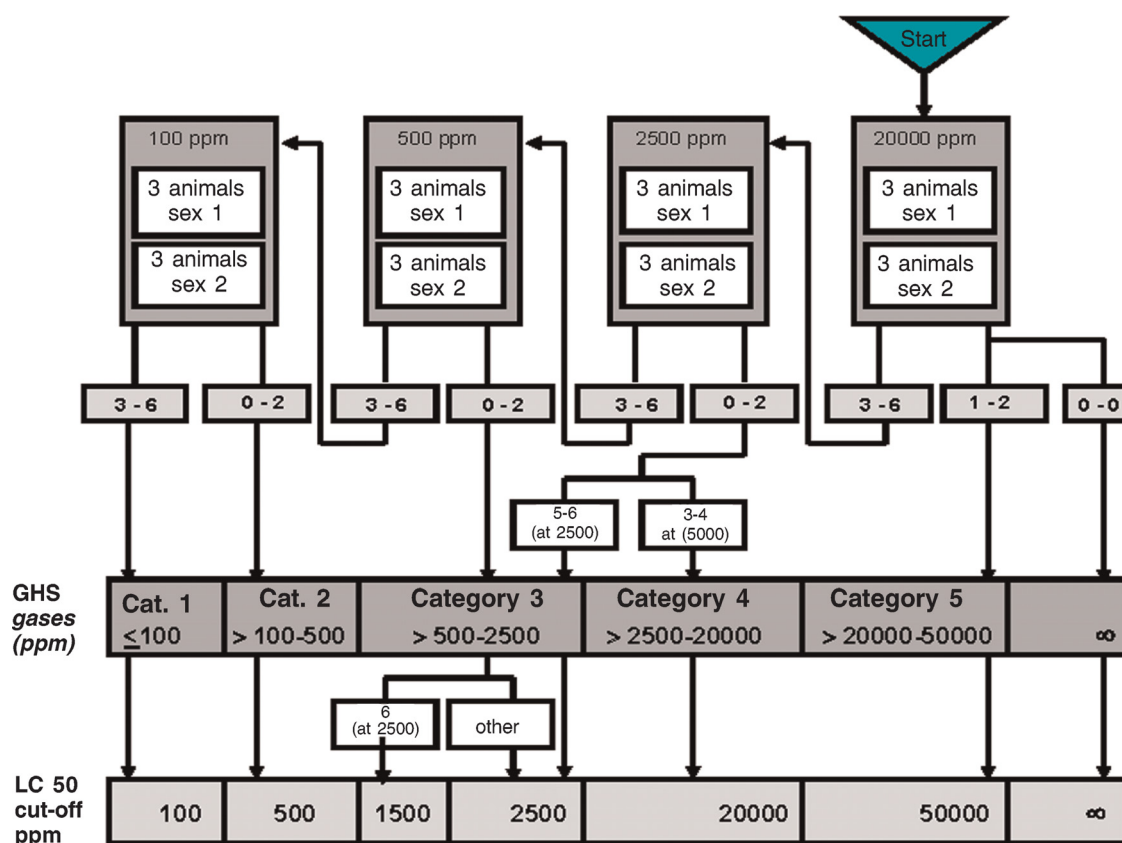 Start
100 ppm
500 ppm
2500 ppm
20000 ppm
3 animals
sex 1
3 animals
sex 1
3 animals
sex 1
3 animals
sex 1
3 animals
sex 2
3 animals
sex 2
3 animals
sex 2
3 animals
sex 2
3 - 6
0 - 2
3 - 6
0 - 2
3 - 6
0 - 2
3 - 6
1 - 2
0 - 0
5-6
(at 2500)
3-4
at (5000)
GHS
gases
(ppm)
Cat. 1
≤100
Cat. 2
> 100-500
Category 3
> 500-2500
Category 4
> 2500-20000
Category 5
> 20000-50000
∞
6
(at 2500)
other
LC 50
cut-off
ppm
100
500
1500
2500
20000
50000
∞